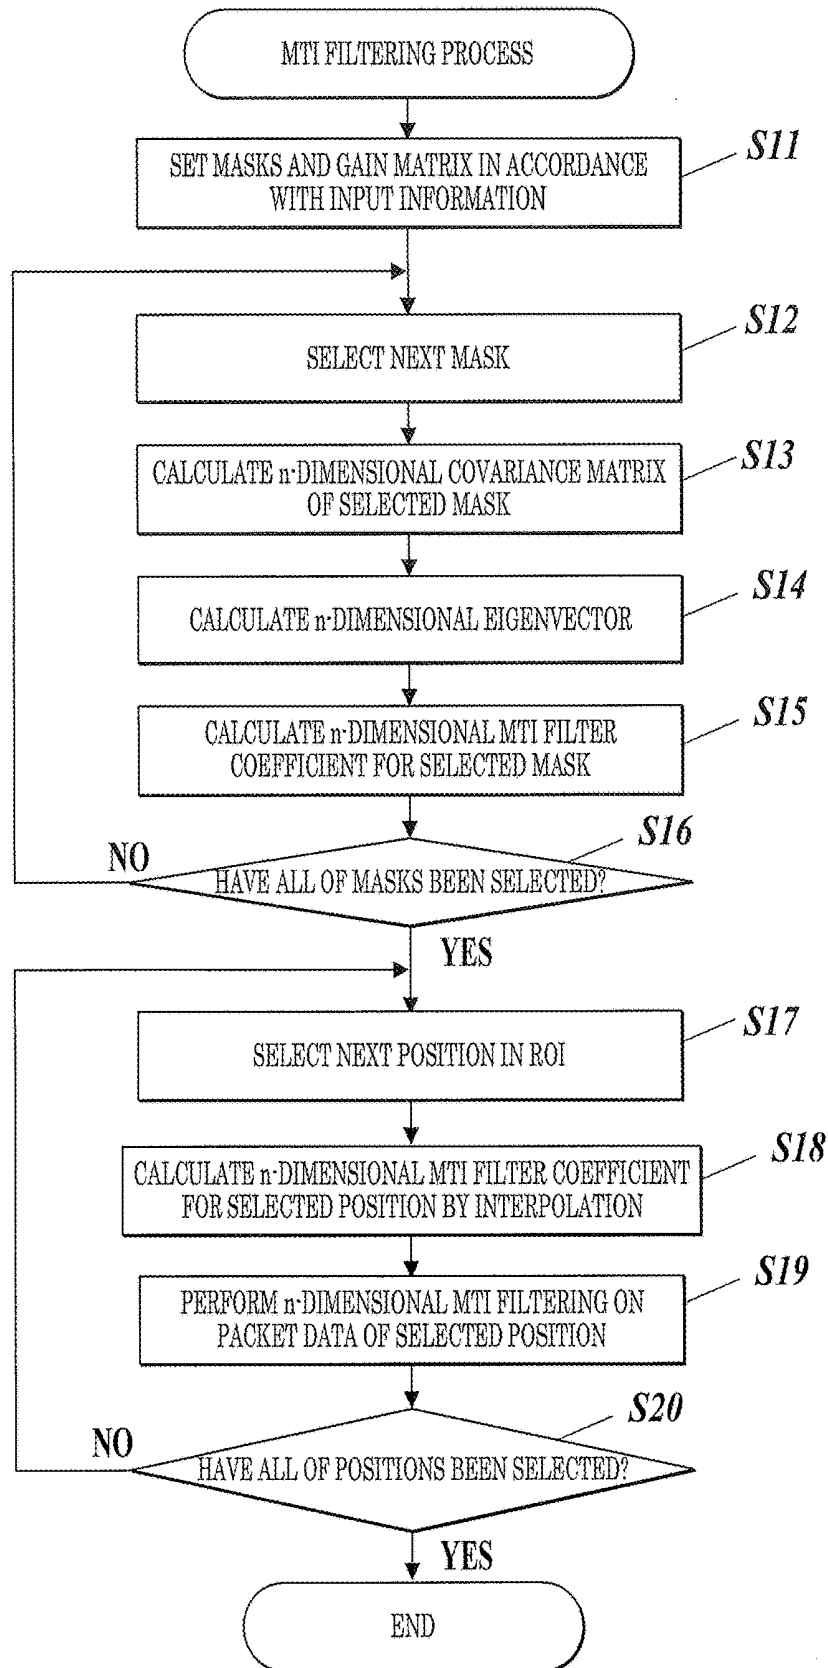 MTI FILTERING PROCESS
S11
SET MASKS AND GAIN MATRIX IN ACCORDANCE
WITH INPUT INFORMATION
S12
SELECT NEXT MASK
S13
CALCULATE n-DIMENSIONAL COVARIANCE MATRIX
OF SELECTED MASK
S14
CALCULATE n-DIMENSIONAL EIGENVECTOR
S15
CALCULATE n-DIMENSIONAL MTI FILTER
COEFFICIENT FOR SELECTED MASK
S16
NO
HAVE ALL OF MASKS BEEN SELECTED?
YES
S17
SELECT NEXT POSITION IN ROI
S18
CALCULATE n-DIMENSIONAL MTI FILTER COEFFICIENT
FOR SELECTED POSITION BY INTERPOLATION
S19
PERFORM n-DIMENSIONAL MTI FILTERING ON
PACKET DATA OF SELECTED POSITION
S20
NO
HAVE ALL OF POSITIONS BEEN SELECTED?
YES
END